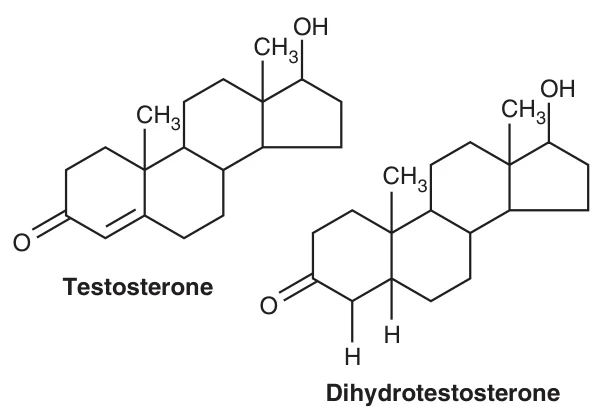 OH
CH3
CH3
O
Testosterone
OH
CH3
CH3
O
H
H
Dihydrotestosterone